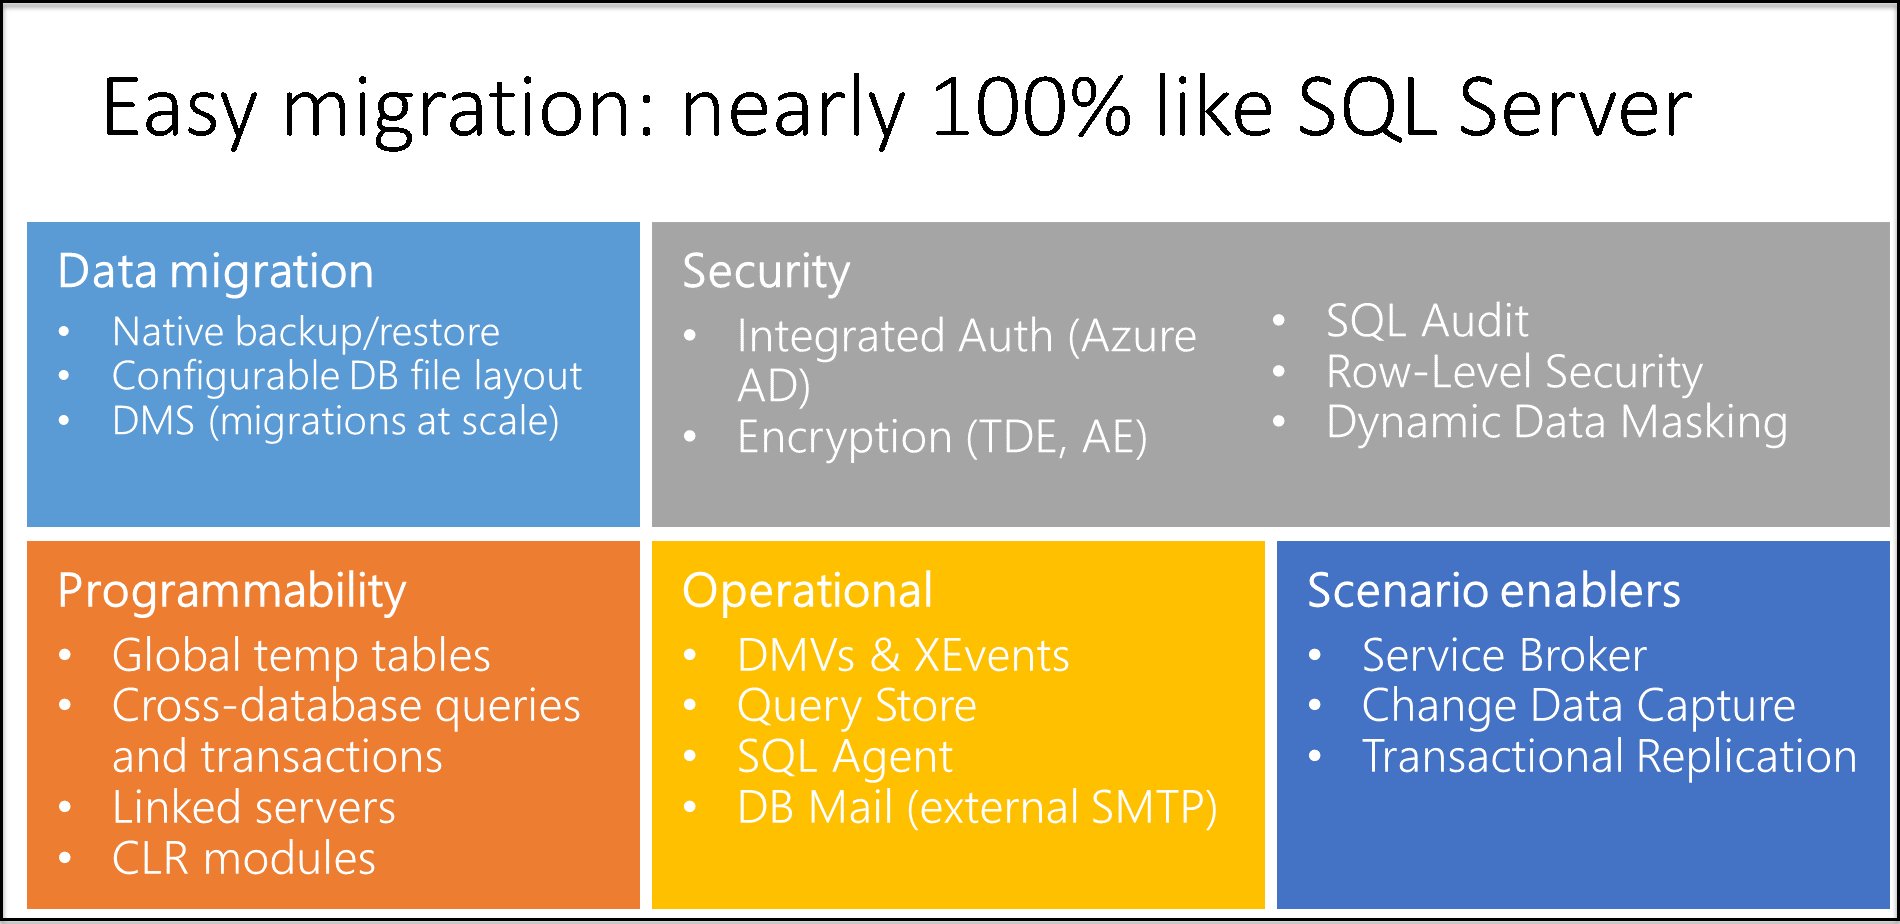 Easy migration: nearly 100% like SQL Server
Data migration
• Native backup/restore
• Configurable DB file layout
• DMS (migrations at scale)
Security
• Integrated Auth (Azure
AD)
• Encryption (TDE, AE)
• SQL Audit
• Row-Level Security
• Dynamic Data Masking
Programmability
• Global temp tables
• Cross-database queries
and transactions
• Linked servers
• CLR modules
Operational
• DMVs & XEvents
• Query Store
• SQL Agent
• DB Mail (external SMTP)
Scenario enablers
• Service Broker
• Change Data Capture
• Transactional Replication